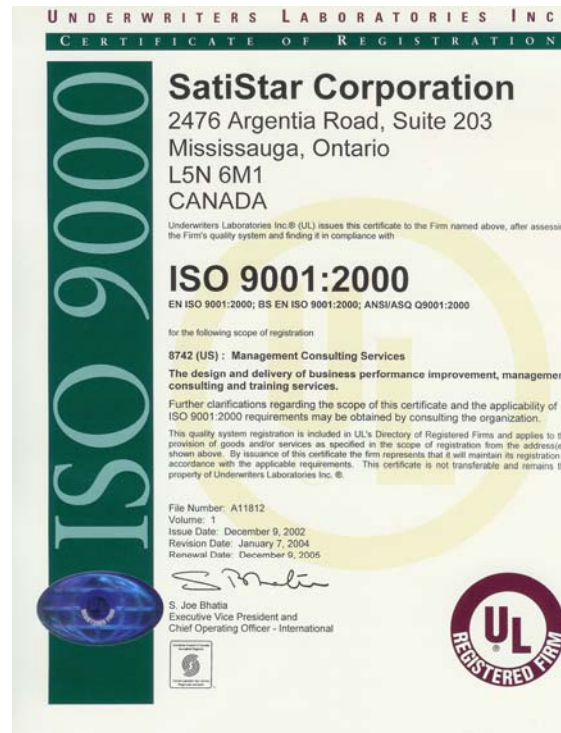 UNDERWRITERS LABORATORIES INC
CERTIFICATE OF REGISTRATION
ISO 9000
SatiStar Corporation
2476 Argentia Road, Suite 203
Mississauga, Ontario
L5N 6M1
CANADA
Underwriters Laboratories Inc.® (UL) issues this certificate to the Firm named above, after assessi
the Firm's quality system and finding it in compliance with
ISO 9001:2000
EN ISO 9001:2000; BS EN ISO 9001:2000; ANSI/ASQ Q9001:2000
for the following scope of registration
8742 (US) : Management Consulting Services
The design and delivery of business performance improvement, managemen
consulting and training services.
Further clarifications regarding the scope of this certificate and the applicability of
ISO 9001:2000 requirements may be obtained by consulting the organization.
This quality system registration is included in UL's Directory of Registered Firms and applies to th
provision of goods and/or services as specified in the scope of registration from the address(e
shown above. By issuance of this certificate the firm represents that it will maintain its registration
accordance with the applicable requirements. This certificate is not transferable and remains th
property of Underwriters Laboratories Inc. ®.
File Number: A11812
Volume: 1
Issue Date: December 9, 2002
Revision Date: January 7, 2004
Renewal Date: December 9, 2005
S. Joe Bhatia
Executive Vice President and
Chief Operating Officer - International
UL
®
REGISTERED FIRM